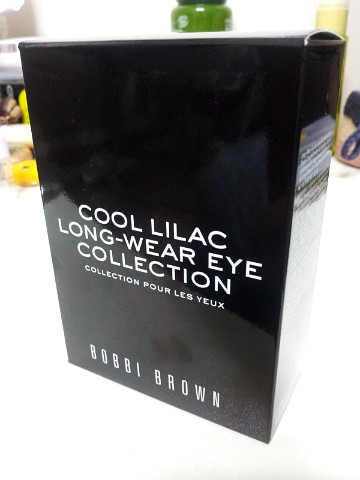 COOL LILAC
LONG-WEAR EYE
COLLECTION
COLLECTION POUR LES YEUX
BOBBI BROWN